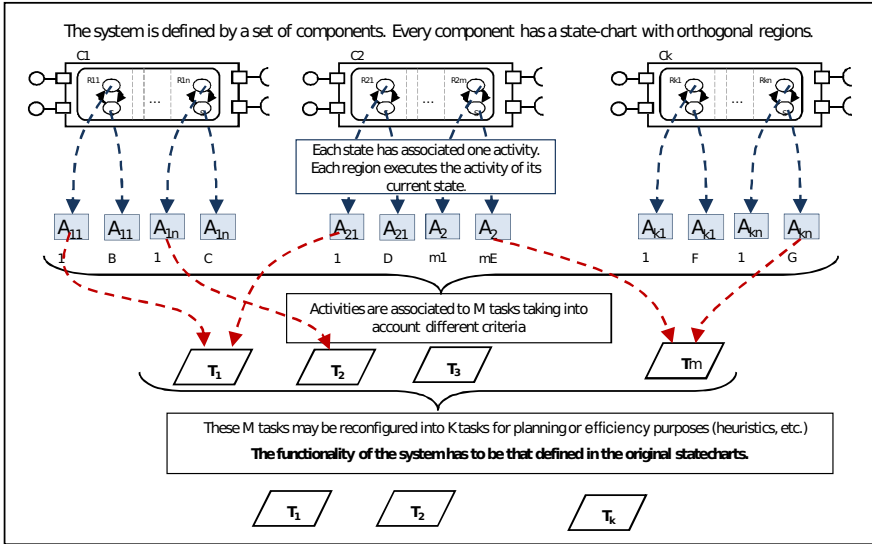 The system is defined by a set of components. Every component has a state-chart with orthogonal regions.
C1 C2 Ck
R11 R1n R21 R2m Rk1 Rkn
... ... ...
Each state has associated one activity.
Each region executes the activity of its
current state.
A11 A11 A1n A1n A21 A21 A2 A2 Ak1 Ak1 Akn Akn
1 B 1 C 1 D m1 mE 1 F 1 G
Activities are associated to M tasks taking into
account different criteria
T1 T2 T3 Tm
These M tasks may be reconfigured into K tasks for planning or efficiency purposes (heuristics, etc.)
The functionality of the system has to be that defined in the original statecharts.
T1 T2 Tk